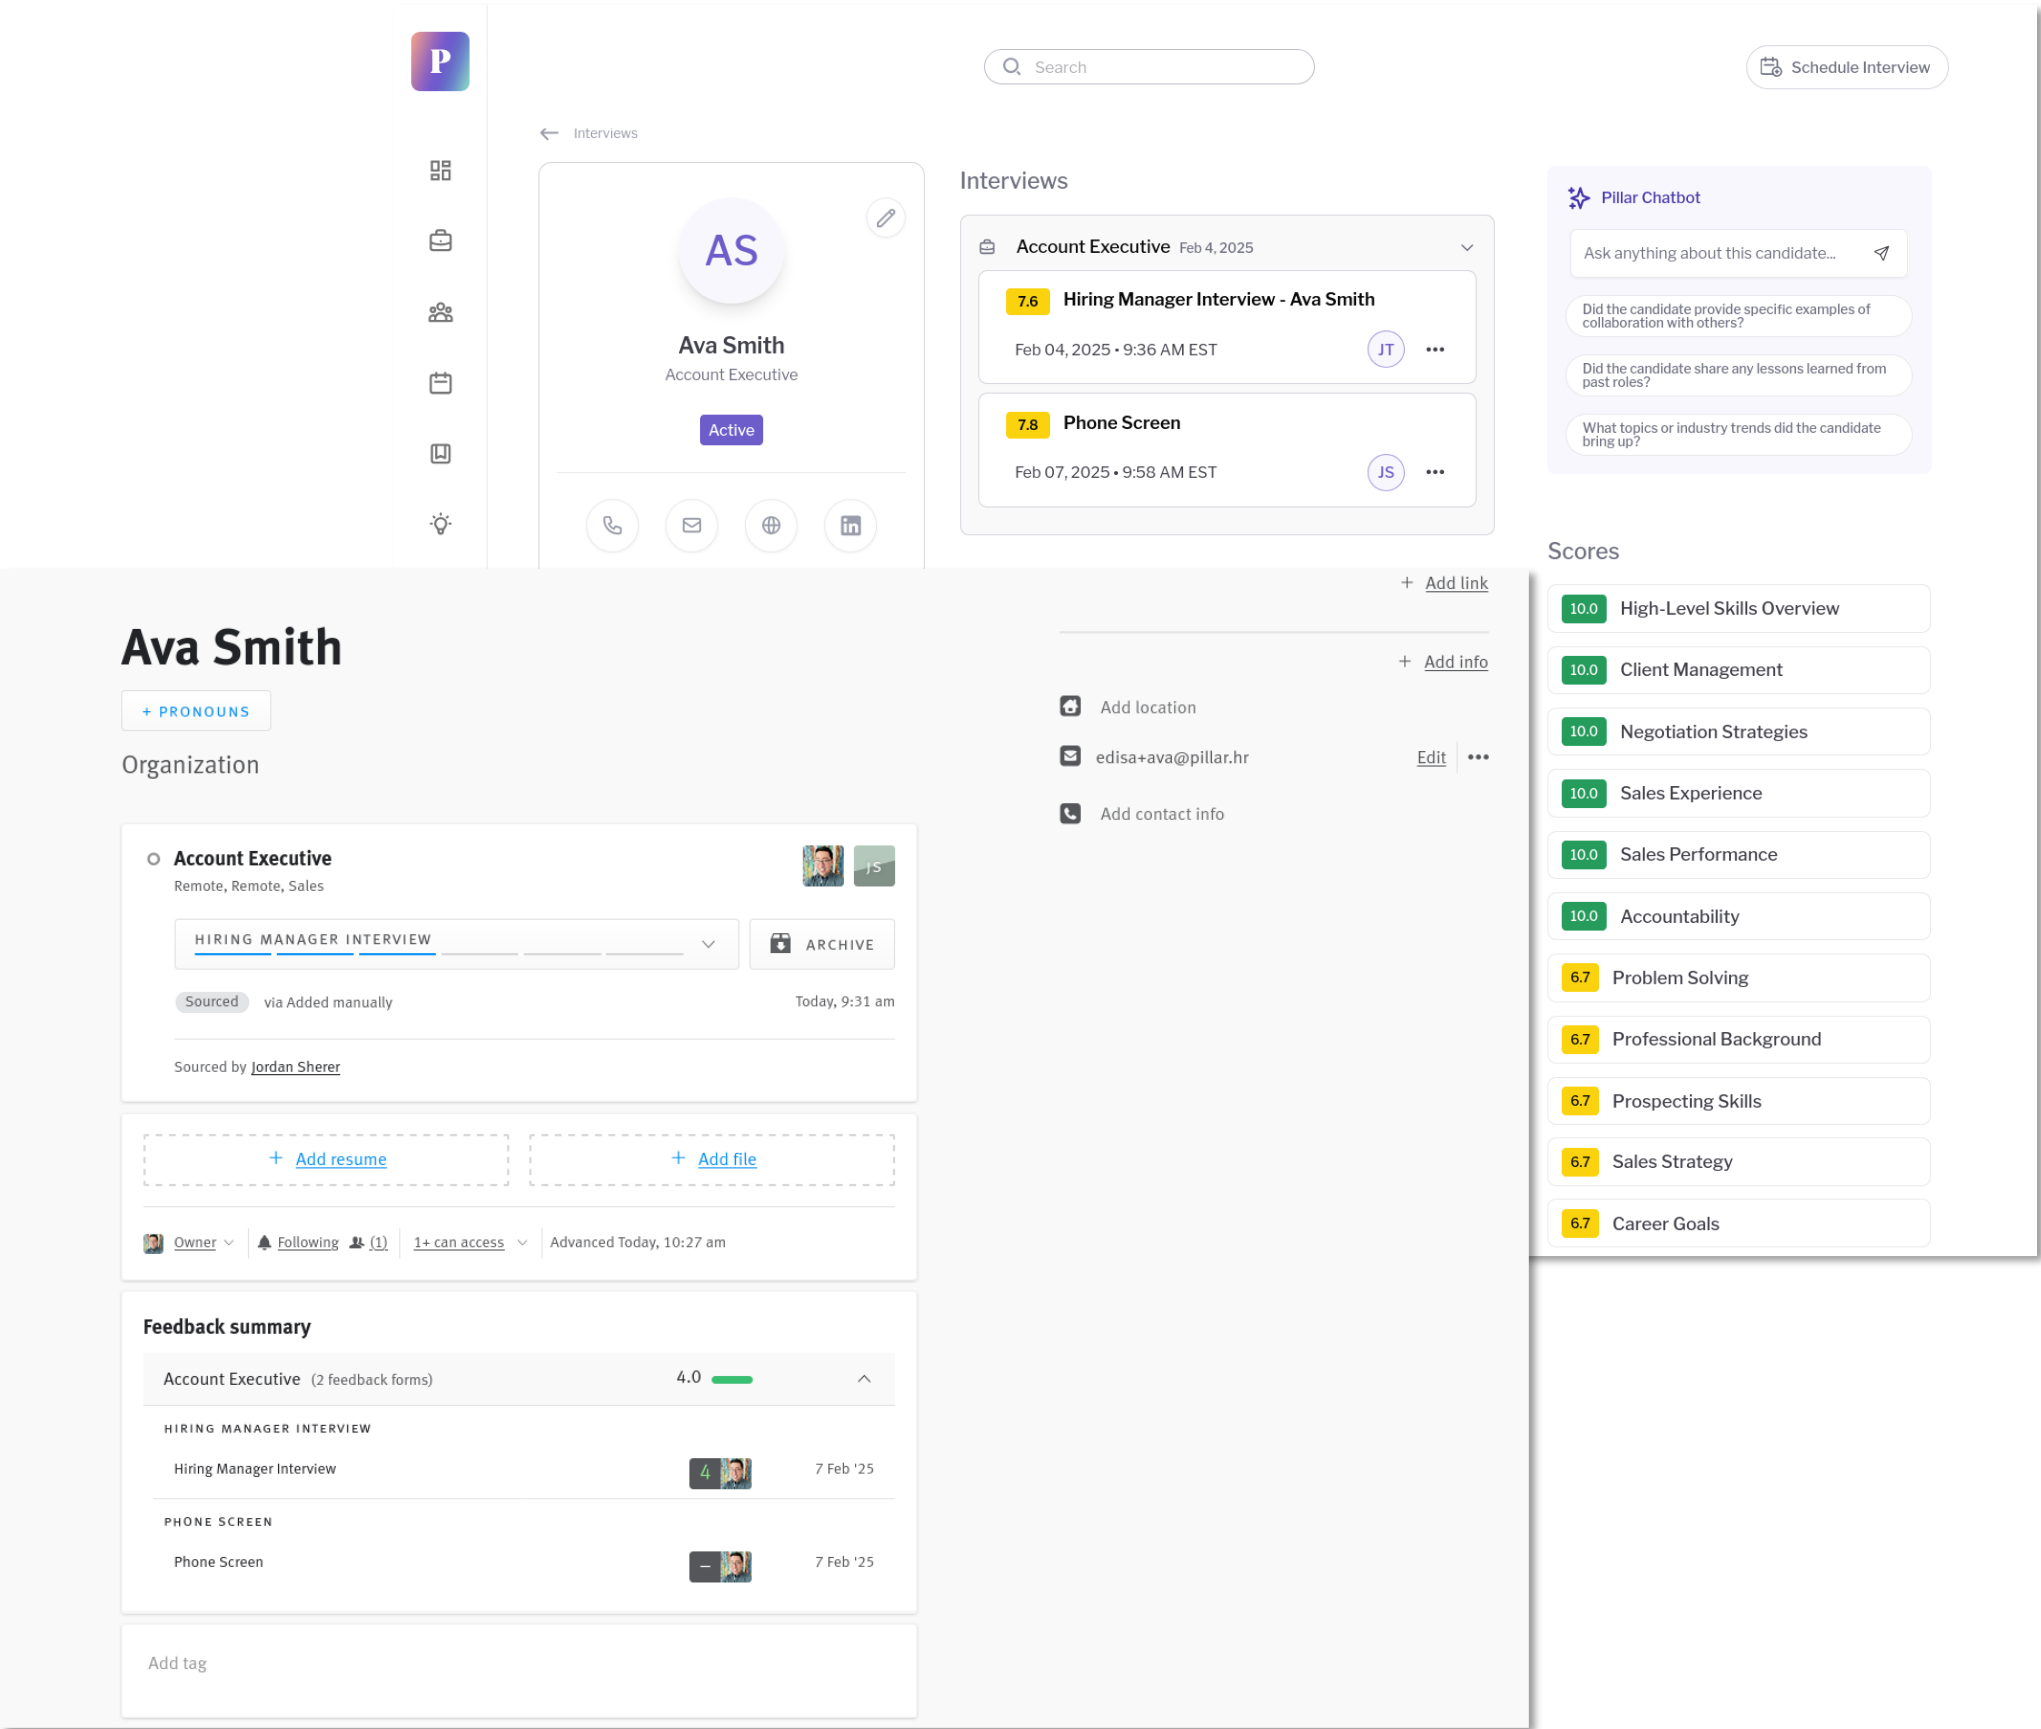 P
Search
Schedule Interview
Interviews
AS
Ava Smith
Account Executive
Active
Interviews
Account Executive Feb 4, 2025
7.6 Hiring Manager Interview - Ava Smith
Feb 04, 2025 • 9:36 AM EST JT
7.8 Phone Screen
Feb 07, 2025 • 9:58 AM EST JS
Pillar Chatbot
Ask anything about this candidate...
Did the candidate provide specific examples of
collaboration with others?
Did the candidate share any lessons learned from
past roles?
What topics or industry trends did the candidate
bring up?
Scores
10.0 High-Level Skills Overview
10.0 Client Management
10.0 Negotiation Strategies
10.0 Sales Experience
10.0 Sales Performance
10.0 Accountability
6.7 Problem Solving
6.7 Professional Background
6.7 Prospecting Skills
6.7 Sales Strategy
6.7 Career Goals
Ava Smith
+ PRONOUNS
Organization
+ Add link
+ Add info
Add location
edisa+ava@pillar.hr Edit
Add contact info
Account Executive
JS
Remote, Remote, Sales
HIRING MANAGER INTERVIEW
ARCHIVE
Sourced via Added manually Today, 9:31 am
Sourced by Jordan Sherer
+ Add resume
+ Add file
Owner Following (1) 1+ can access Advanced Today, 10:27 am
Feedback summary
Account Executive (2 feedback forms) 4.0
HIRING MANAGER INTERVIEW
Hiring Manager Interview 4 7 Feb '25
PHONE SCREEN
Phone Screen – 7 Feb '25
Add tag